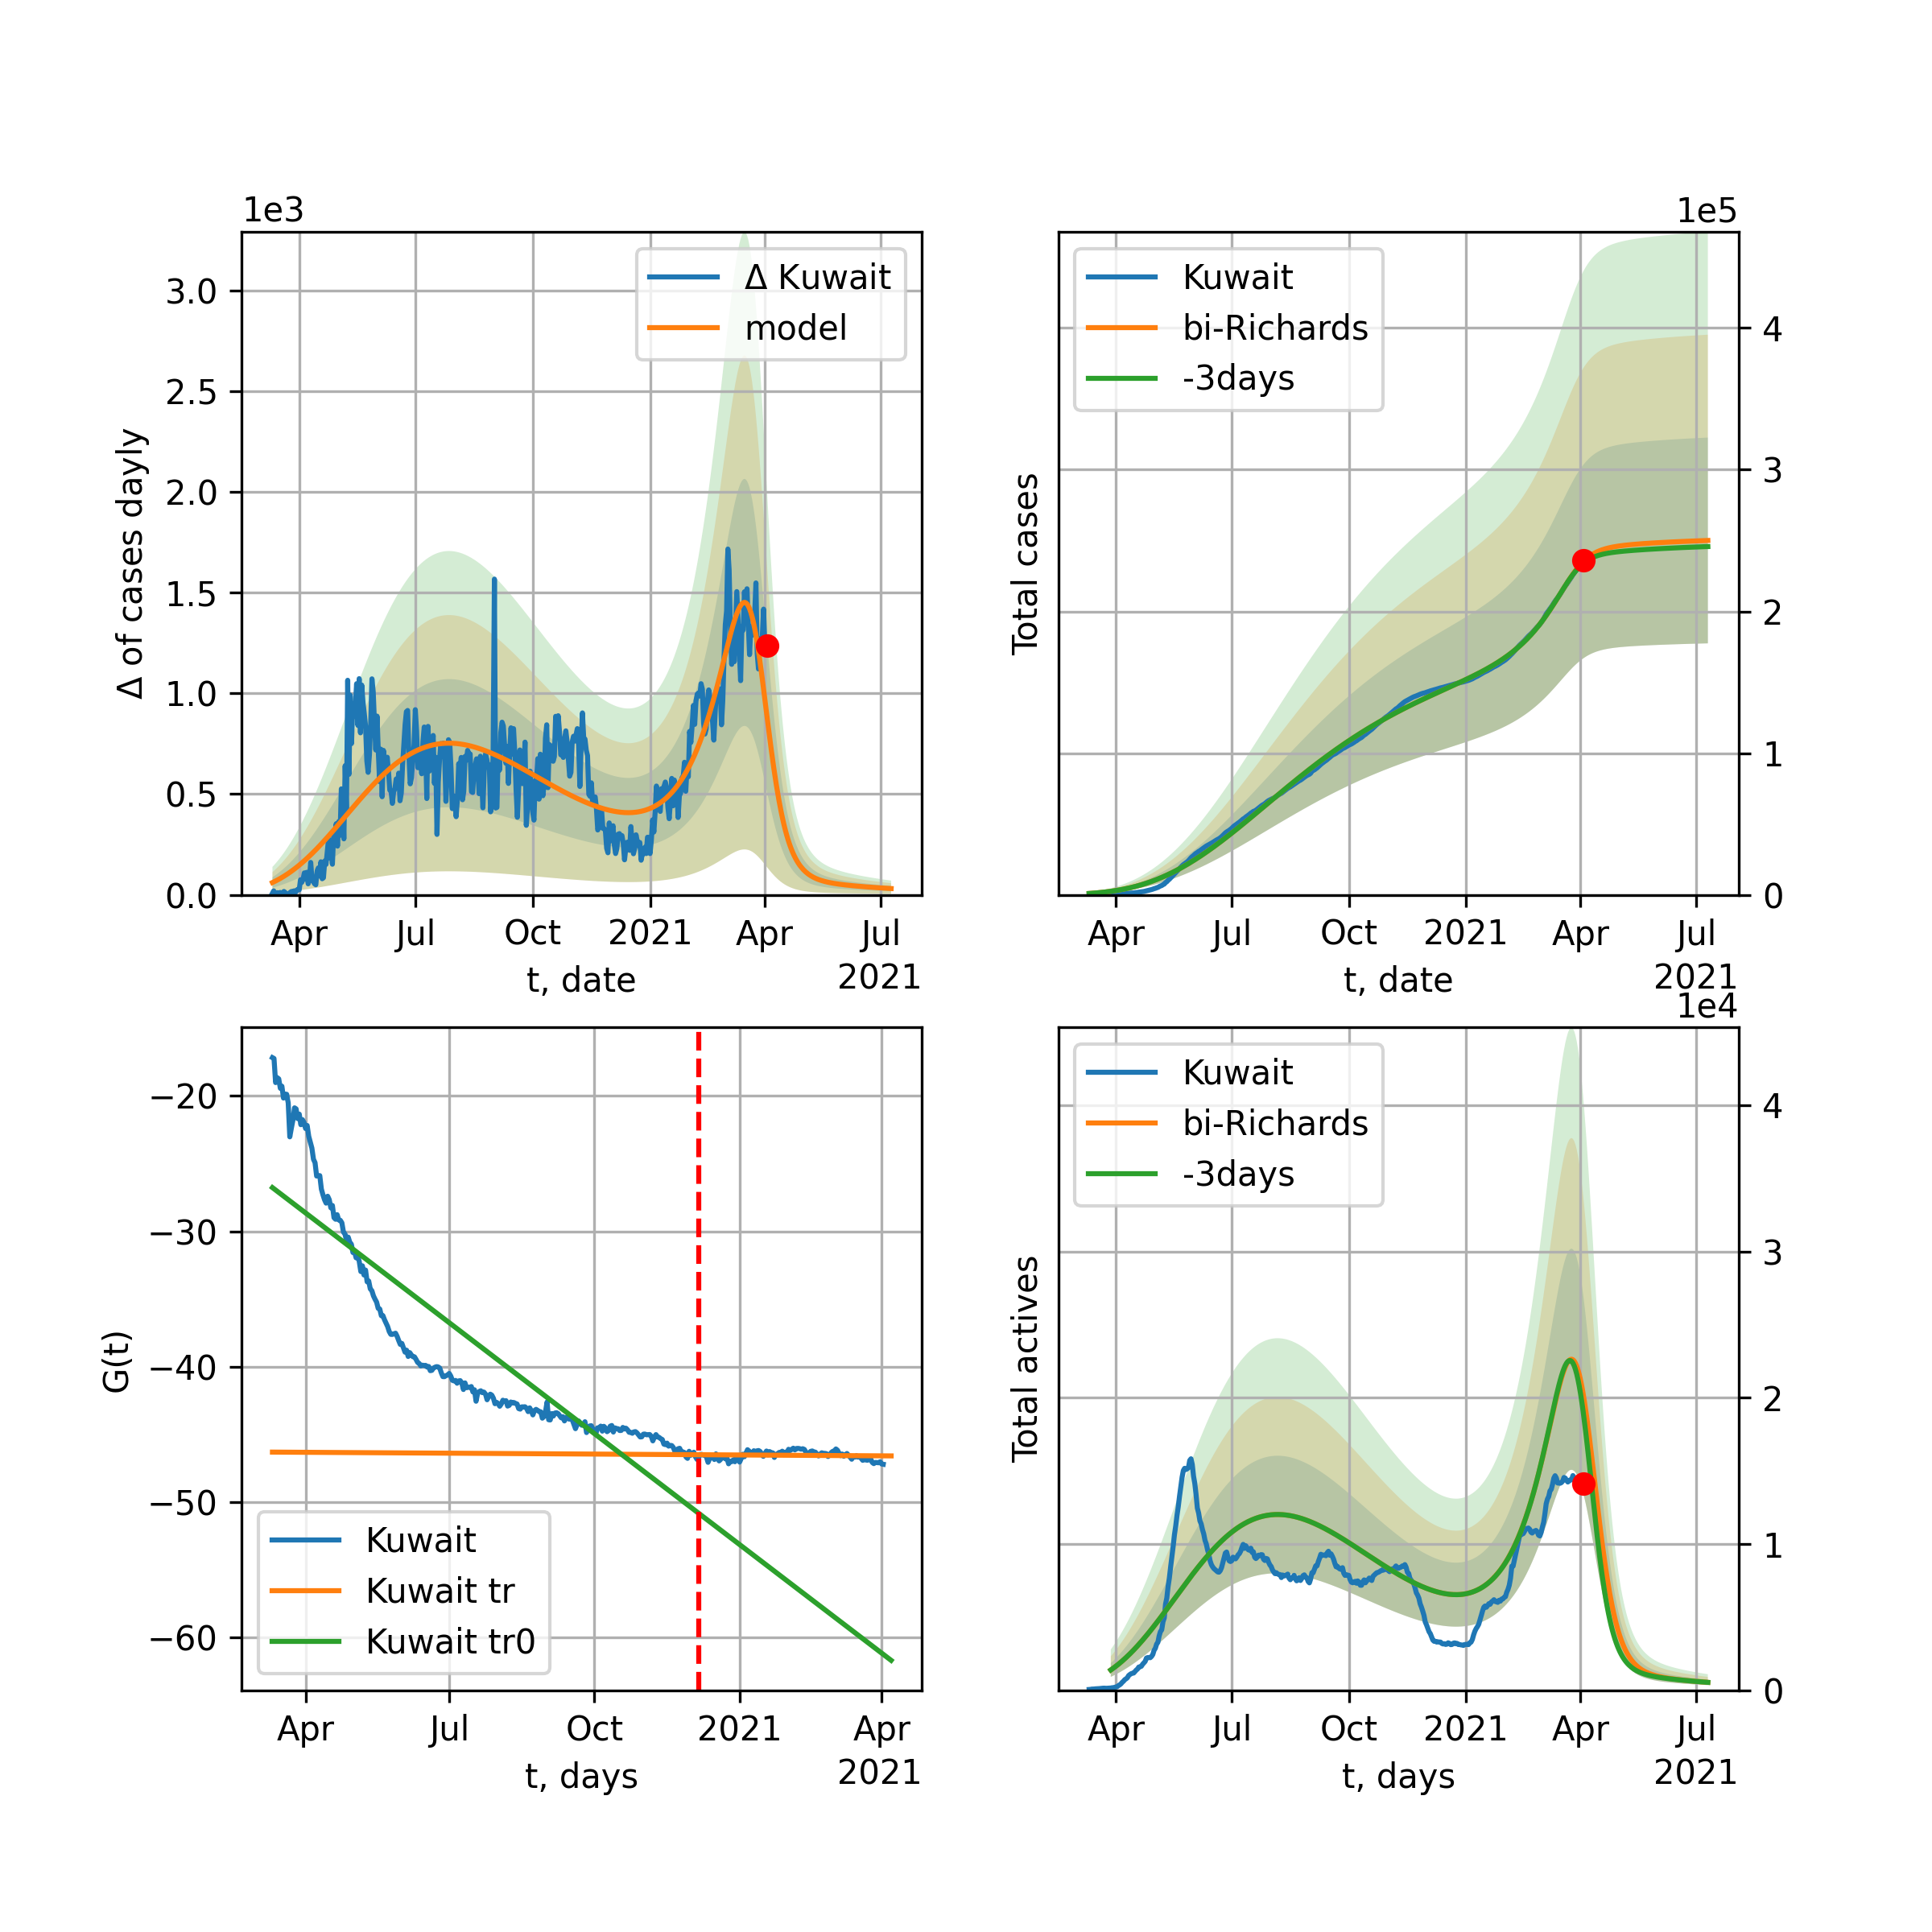 1e3
3.0
2.5
2.0
1.5
1.0
0.5
0.0
Δ of cases dayly
Δ Kuwait
model
Apr Jul Oct 2021 Apr Jul
2021
t, date
1e5
Total cases
Kuwait
bi-Richards
-3days
4
3
2
1
0
Apr Jul Oct 2021 Apr Jul
2021
t, date
−20
−30
−40
−50
−60
G(t)
Kuwait
Kuwait tr
Kuwait tr0
Apr Jul Oct 2021 Apr
2021
t, days
1e4
Total actives
Kuwait
bi-Richards
-3days
4
3
2
1
0
Apr Jul Oct 2021 Apr Jul
2021
t, days